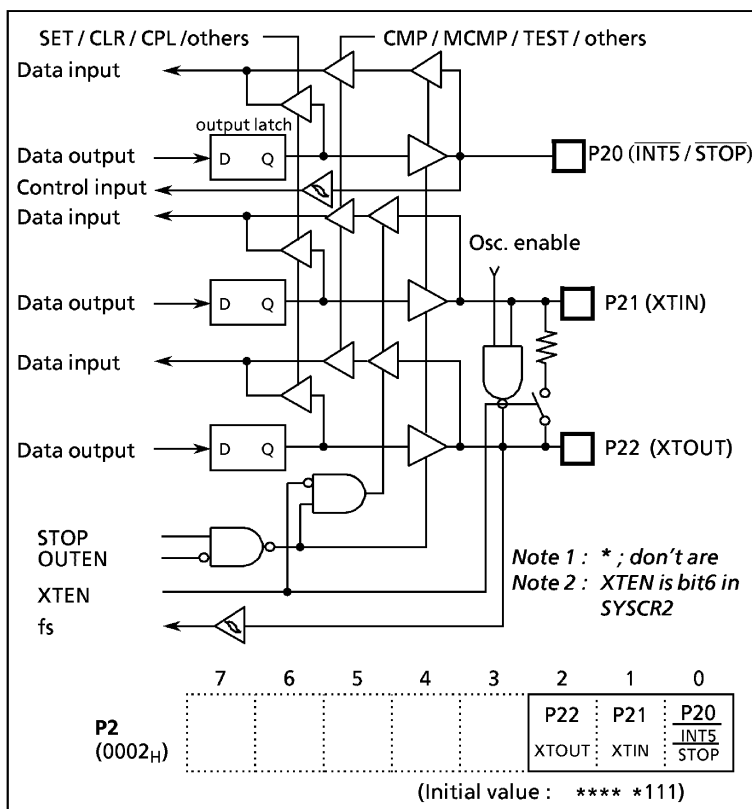 SET / CLR / CPL /others CMP / MCMP / TEST / others
Data input
output latch
Data output D Q P20 (INT5 / STOP)
Control input
Data input
Osc. enable
Data output D Q P21 (XTIN)
Data input
Data output D Q P22 (XTOUT)
STOP
OUTEN
Note 1 : * ; don't are
XTEN
Note 2 : XTEN is bit6 in
SYSCR2
fs
7 6 5 4 3 2 1 0
P2
(0002H)
P22 P21 P20
XTOUT XTIN INT5
STOP
(Initial value : **** *111)